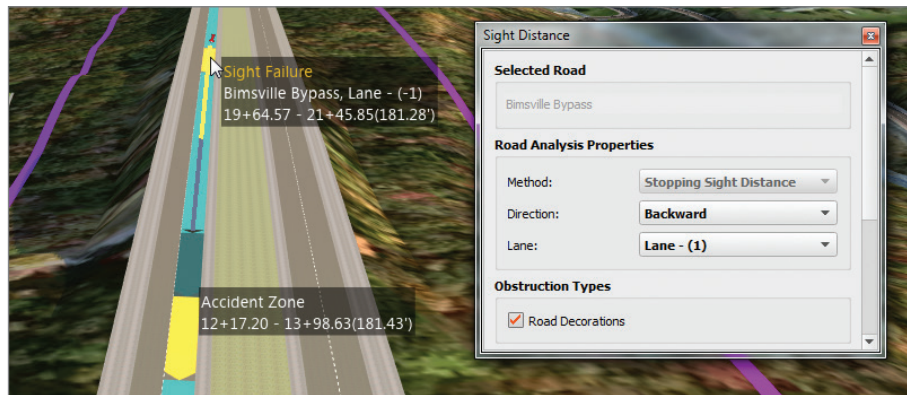 Sight Failure
Bimsville Bypass, Lane - (-1)
19+64.57 - 21+45.85(181.28')
Accident Zone
12+17.20 - 13+98.63(181.43')
Sight Distance
Selected Road
Bimsville Bypass
Road Analysis Properties
Method: Stopping Sight Distance
Direction: Backward
Lane: Lane - (1)
Obstruction Types
Road Decorations